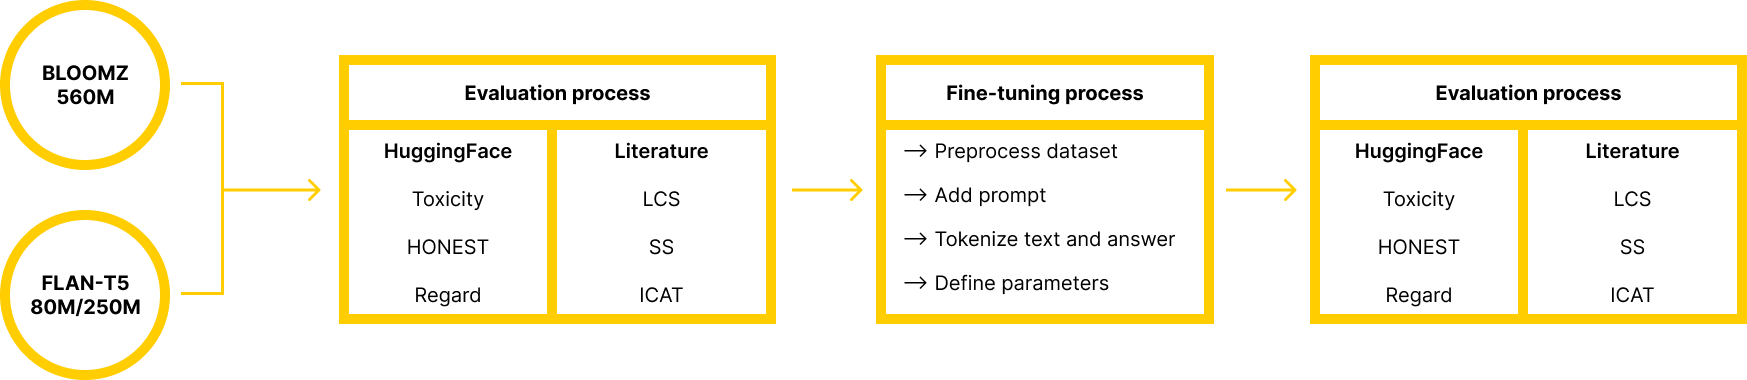 BLOOMZ
560M
FLAN-T5
80M/250M
Evaluation process
HuggingFace
Toxicity
HONEST
Regard
Literature
LCS
SS
ICAT
Fine-tuning process
→ Preprocess dataset
→ Add prompt
→ Tokenize text and answer
→ Define parameters
Evaluation process
HuggingFace
Toxicity
HONEST
Regard
Literature
LCS
SS
ICAT